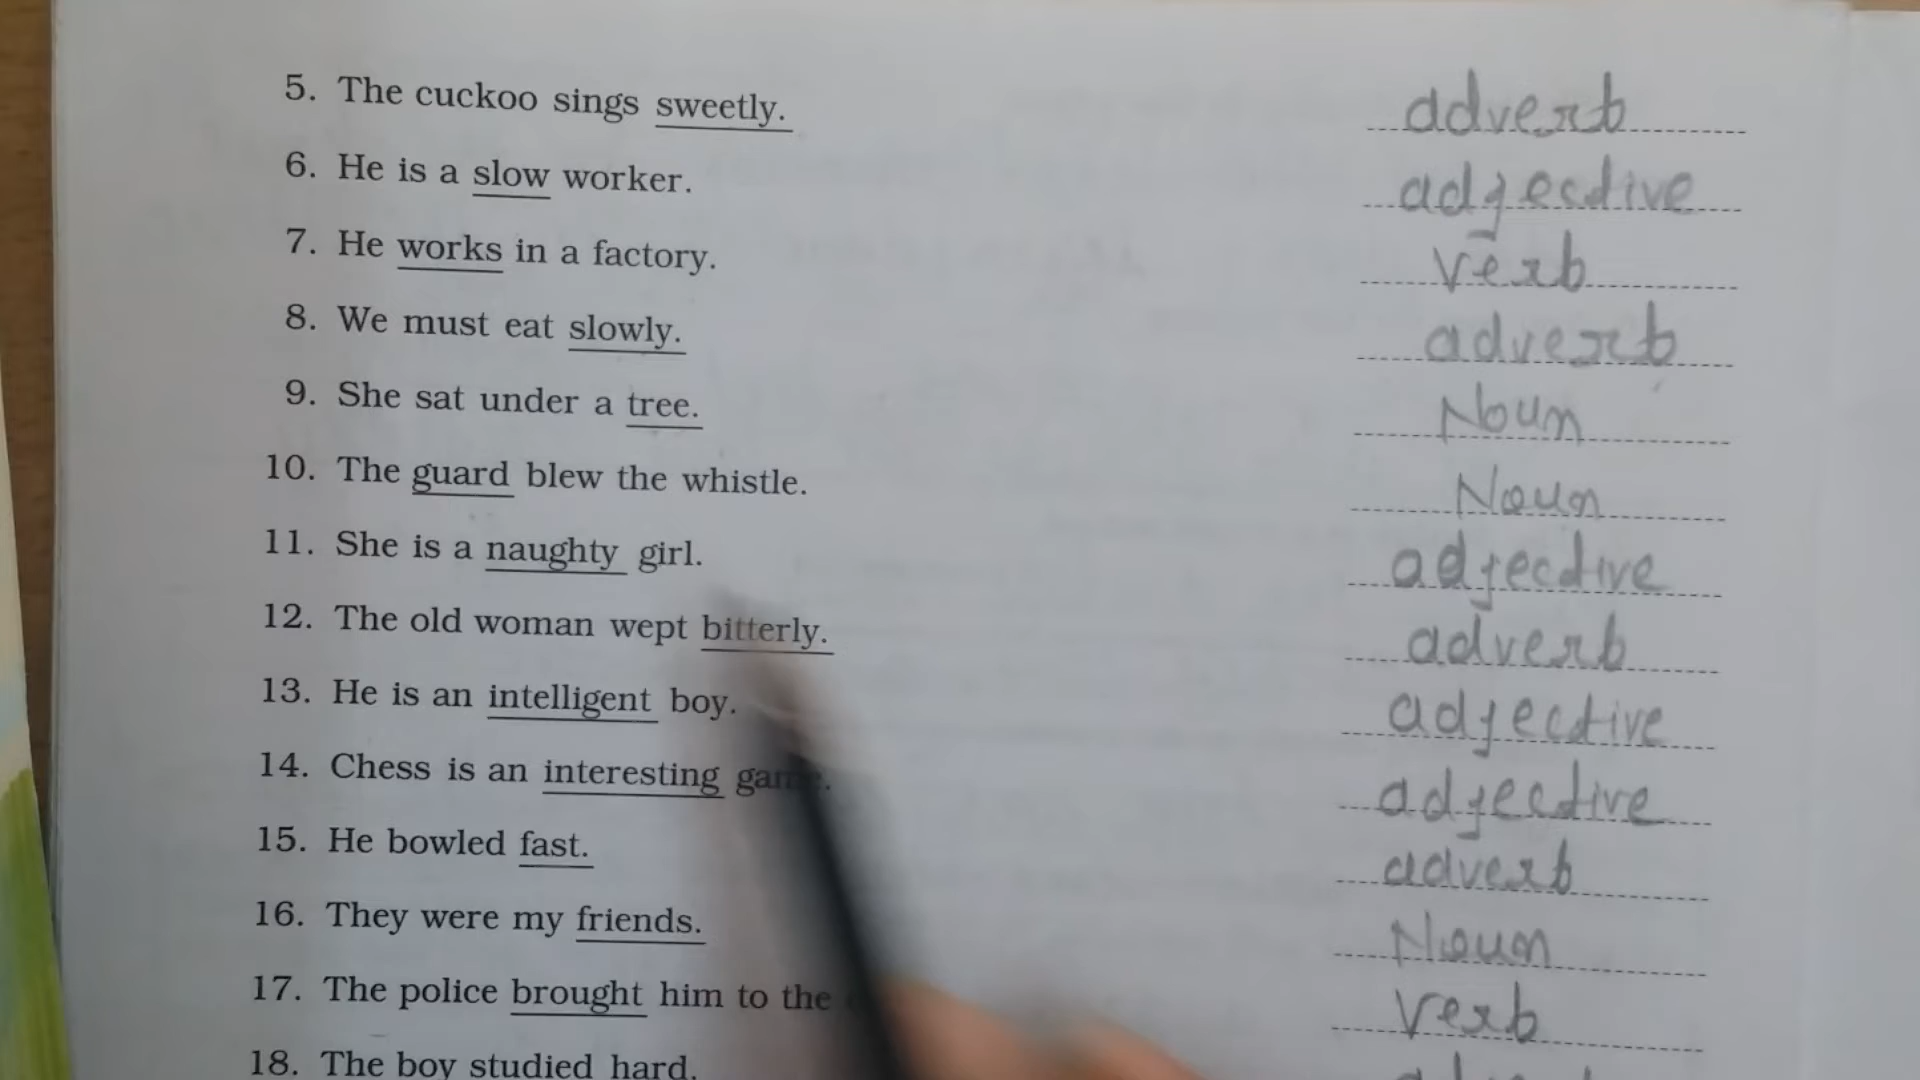 5. The cuckoo sings sweetly. adverb
6. He is a slow worker. adjective
7. He works in a factory. verb
8. We must eat slowly. adverb
9. She sat under a tree. Noun
10. The guard blew the whistle. Noun
11. She is a naughty girl. adjective
12. The old woman wept bitterly. adverb
13. He is an intelligent boy. adjective
14. Chess is an interesting game. adjective
15. He bowled fast. adverb
16. They were my friends. Noun
17. The police brought him to the Verb
18. The boy studied hard.